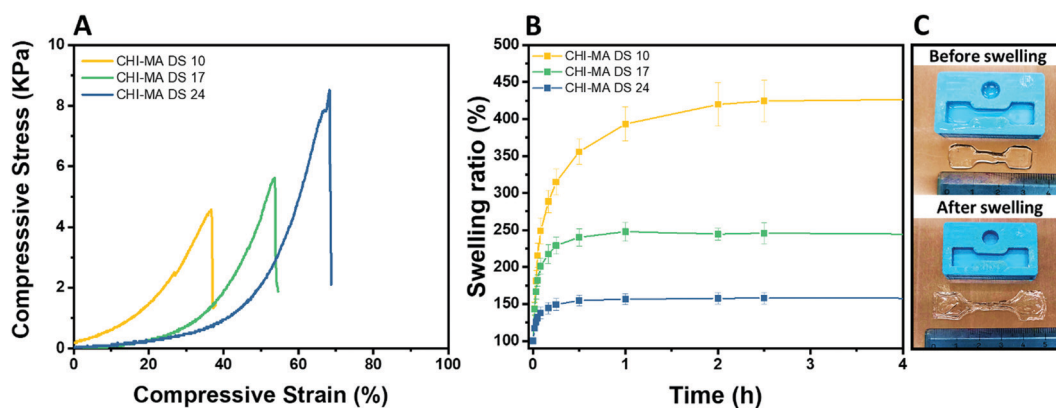 A
Compresssive Stress (KPa)
10
8
6
4
2
0
CHI-MA DS 10
CHI-MA DS 17
CHI-MA DS 24
0
20
40
60
80
100
Compressive Strain (%)
B
Swelling ratio (%)
500
450
400
350
300
250
200
150
100
CHI-MA DS 10
CHI-MA DS 17
CHI-MA DS 24
0
1
2
3
4
Time (h)
C
Before swelling
After swelling